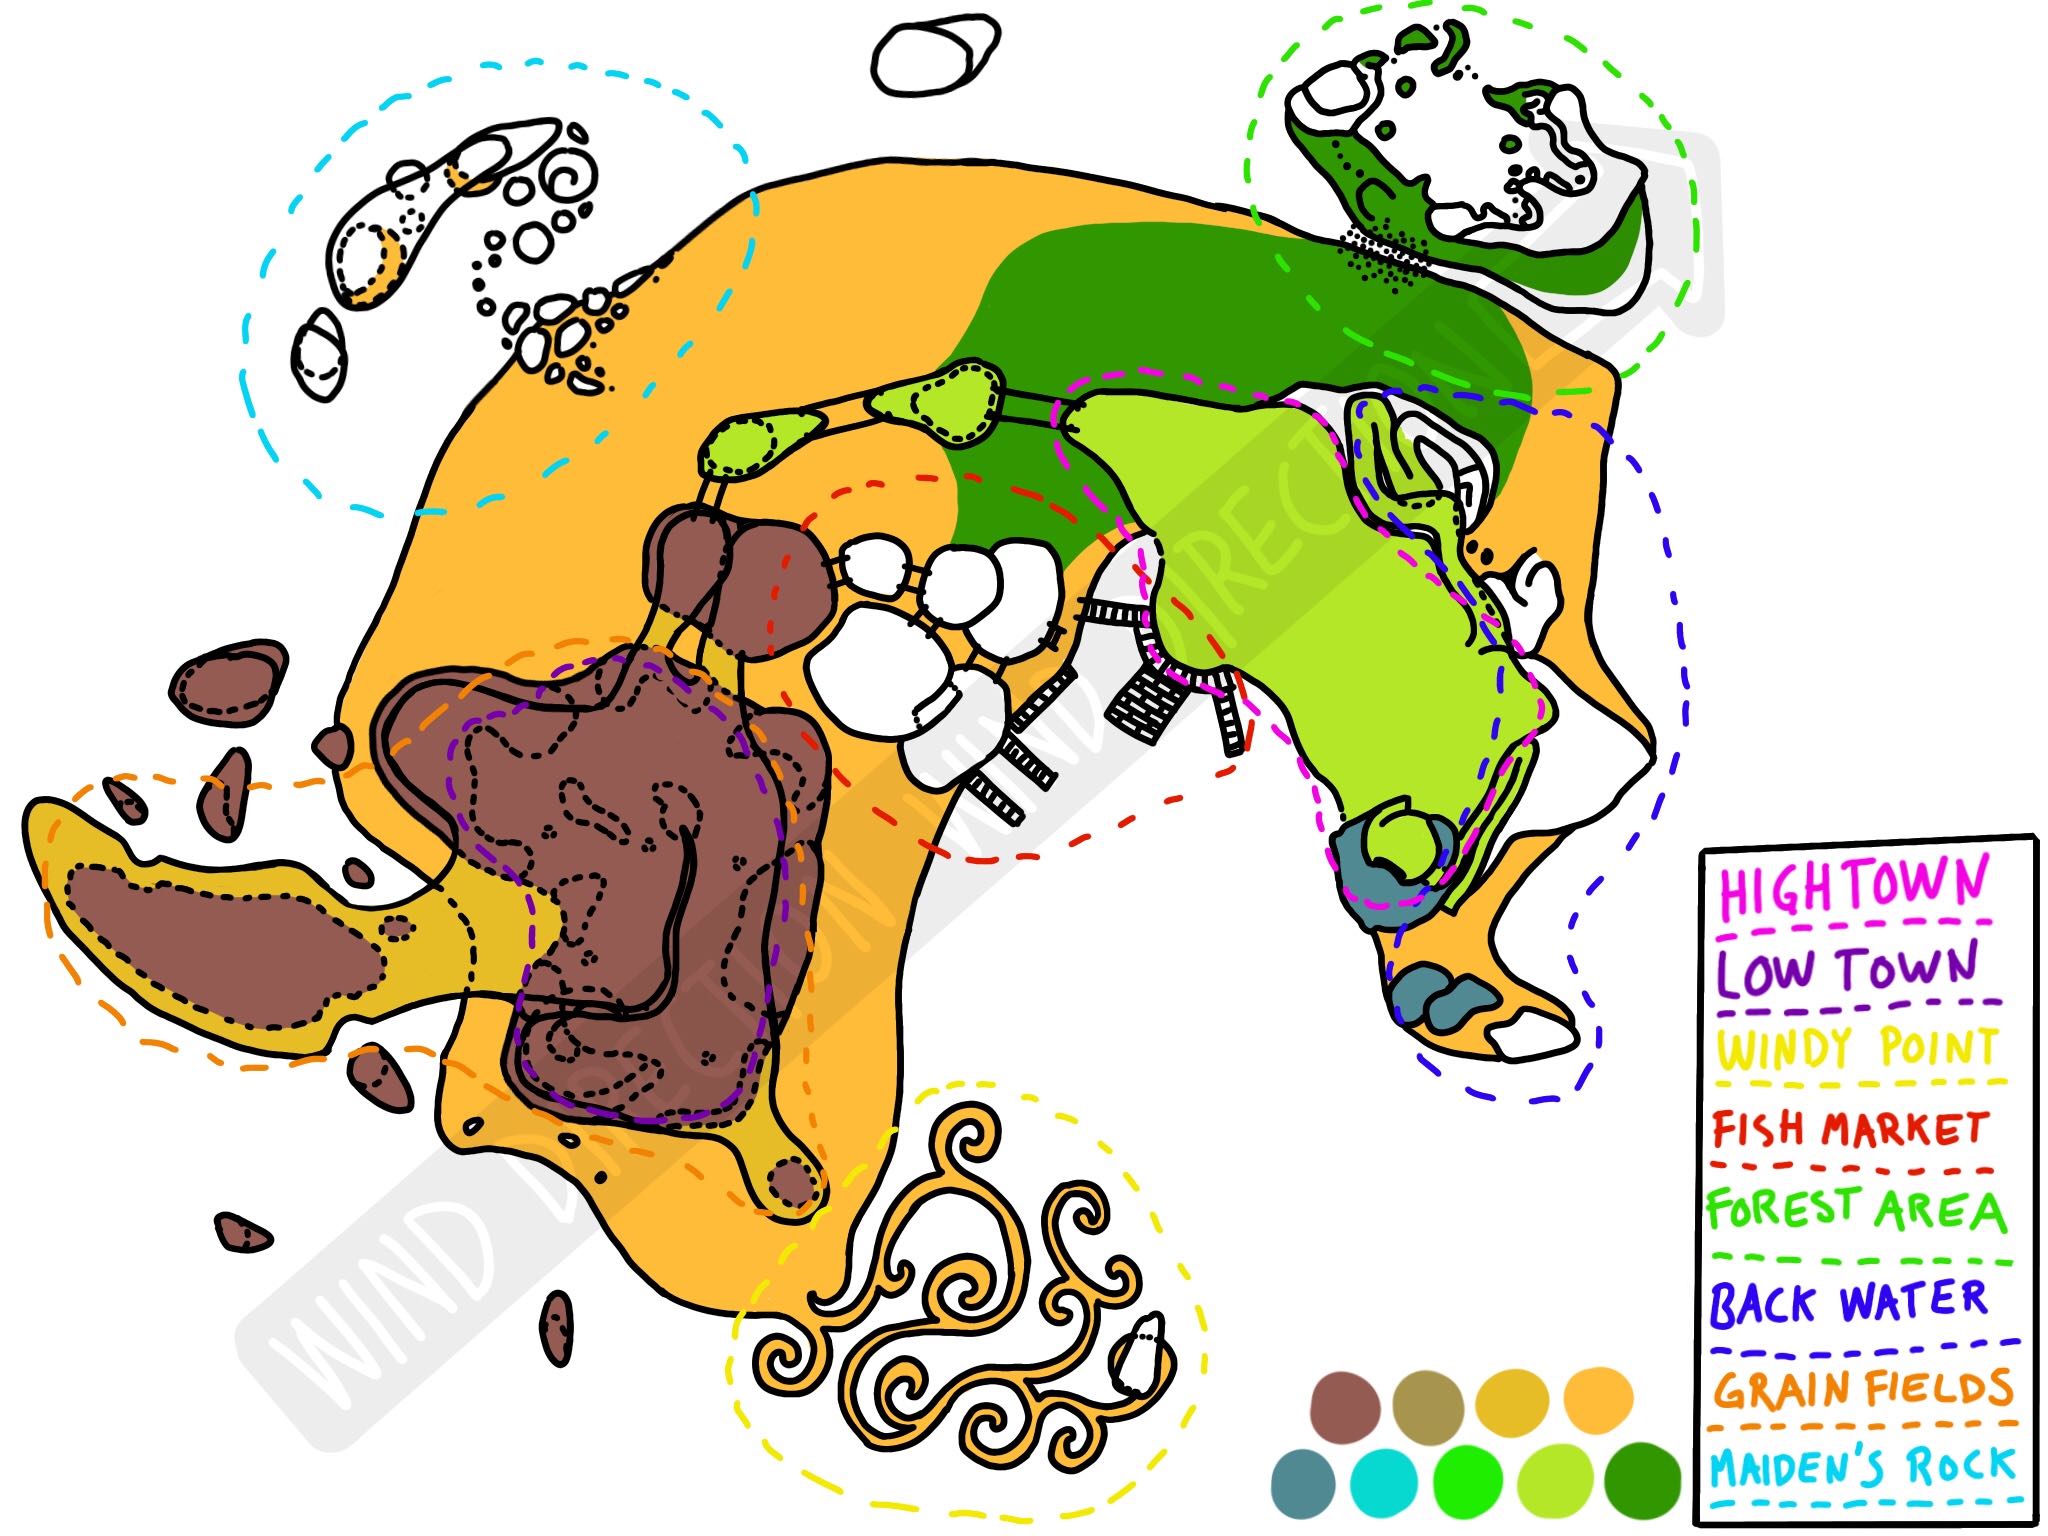 WIND DIRECTION WIND DIRECTION
HIGHTOWN
LOW TOWN
WINDY POINT
FISH MARKET
FOREST AREA
BACK WATER
GRAIN FIELDS
MAIDEN'S ROCK